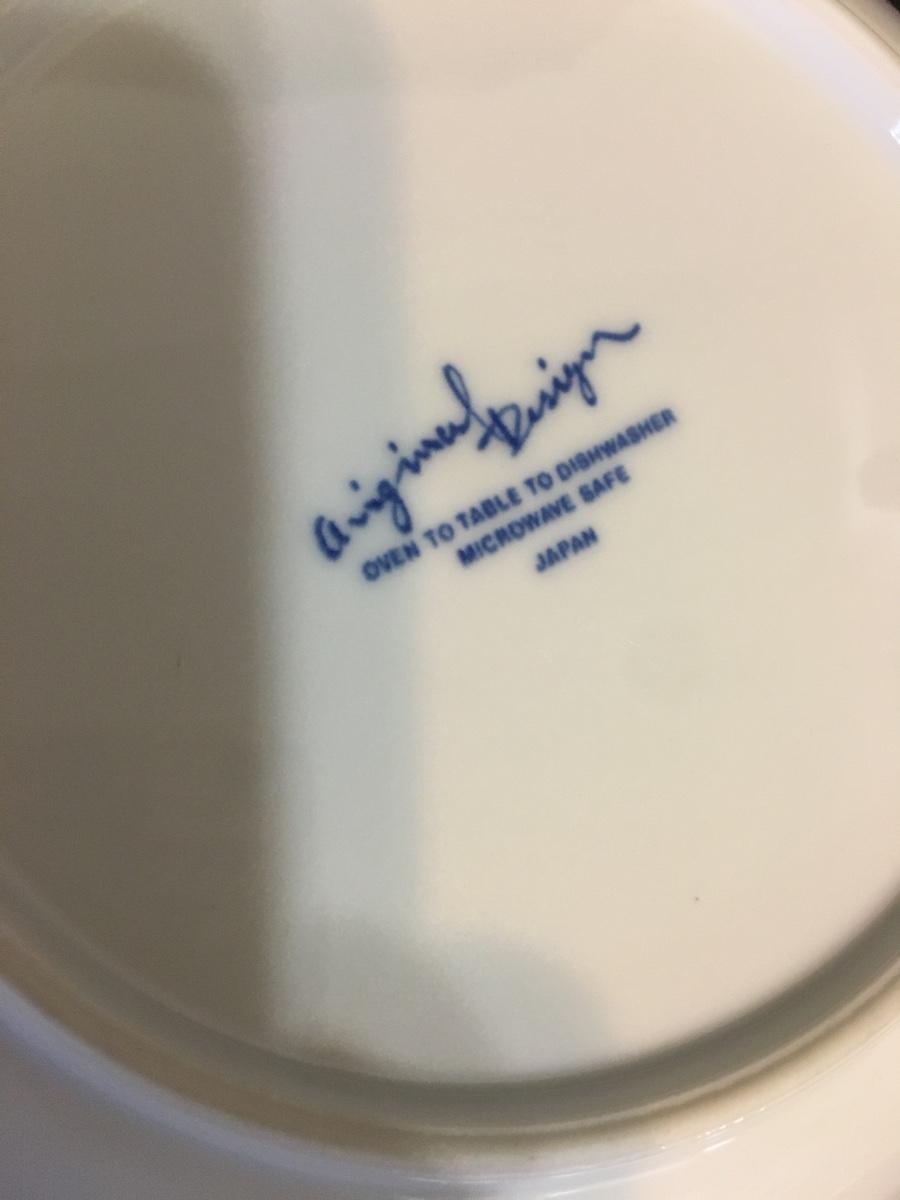 Original Design
OVEN TO TABLE TO DISHWASHER
MICROWAVE SAFE
JAPAN